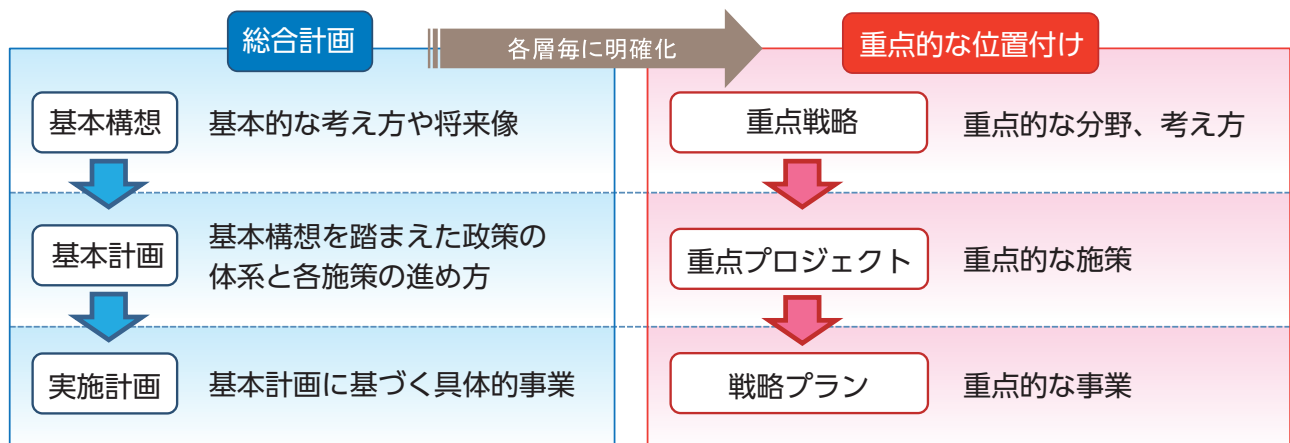 総合計画
各層毎に明確化
重点的な位置付け
基本構想
基本的な考え方や将来像
重点戦略
重点的な分野、考え方
基本計画
基本構想を踏まえた政策の
体系と各施策の進め方
重点プロジェクト
重点的な施策
実施計画
基本計画に基づく具体的事業
戦略プラン
重点的な事業